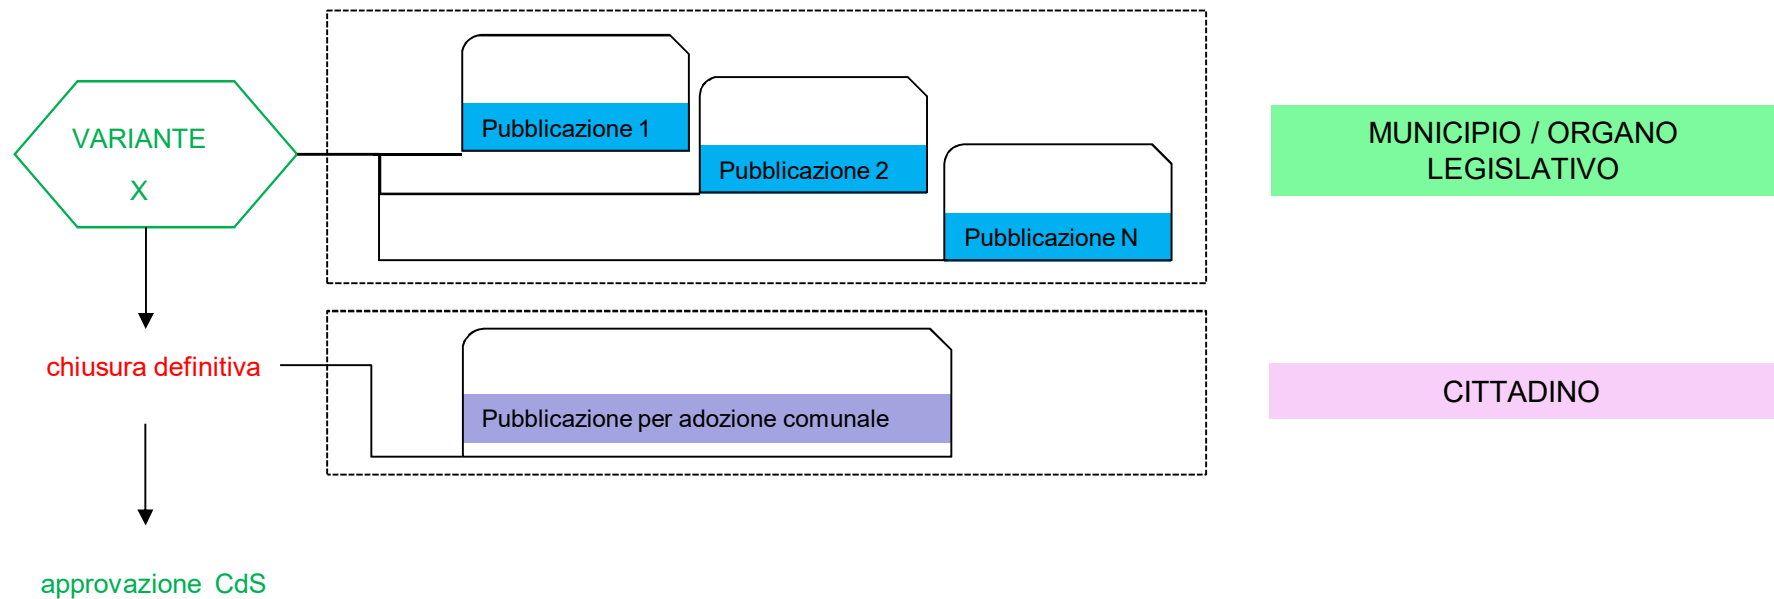 VARIANTE
X
Pubblicazione 1
Pubblicazione 2
Pubblicazione N
MUNICIPIO / ORGANO
LEGISLATIVO
chiusura definitiva
Pubblicazione per adozione comunale
CITTADINO
approvazione CdS